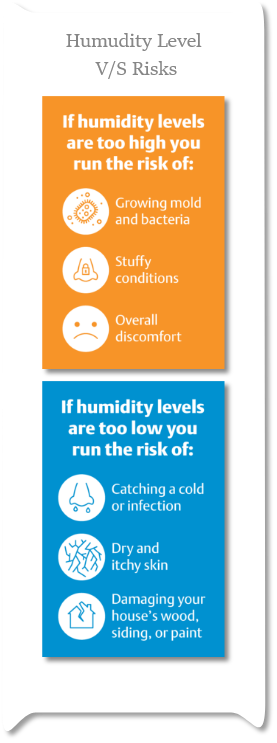 Humudity Level
V/S Risks
If humidity levels
are too high you
run the risk of:
Growing mold
and bacteria
Stuffy
conditions
Overall
discomfort
If humidity levels
are too low you
run the risk of:
Catching a cold
or infection
Dry and
itchy skin
Damaging your
house's wood,
siding, or paint